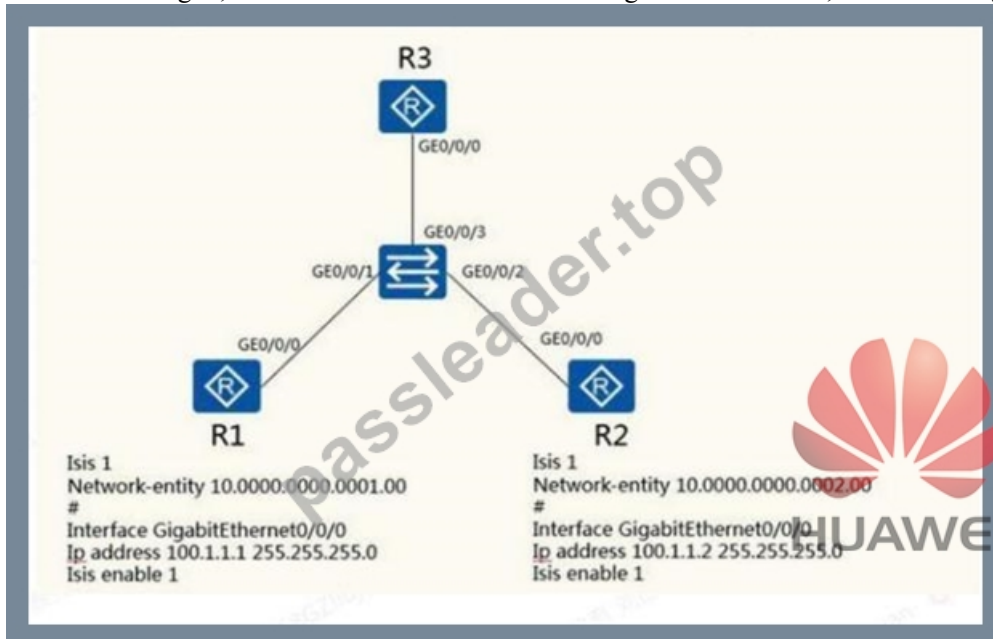 R3
GE0/0/0
GE0/0/3
GE0/0/1
GE0/0/2
GE0/0/0
GE0/0/0
R1
R2
Isis 1
Network-entity 10.0000.0000.0001.00
#
Interface GigabitEthernet0/0/0
Ip address 100.1.1.1 255.255.255.0
Isis enable 1
Isis 1
Network-entity 10.0000.0000.0002.00
#
Interface GigabitEthernet0/0/0
Ip address 100.1.1.2 255.255.255.0
Isis enable 1
passleader.top
HUAWE